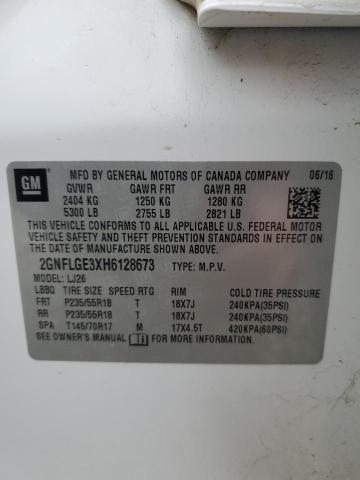 GM
MFD BY GENERAL MOTORS OF CANADA COMPANY 06/16
GVWR GAWR FRT GAWR RR
2404 KG 1250 KG 1280 KG
5300 LB 2755 LB 2821 LB
THIS VEHICLE CONFORMS TO ALL APPLICABLE U.S. FEDERAL MOTOR
VEHICLE SAFETY AND THEFT PREVENTION STANDARDS IN EFFECT ON
THE DATE OF MANUFACTURE SHOWN ABOVE.
2GNFLGE3XH6128673 TYPE: M.P.V.
MODEL: LJ26
LBBQ TIRE SIZE SPEED RTG RIM COLD TIRE PRESSURE
FRT P235/55R18 T 18X7J 240KPA(35PSI)
RR P235/55R18 T 18X7J 240KPA(35PSI)
SPA T145/70R17 M 17X4.5T 420KPA(60PSI)
SEE OWNER'S MANUAL FOR MORE INFORMATION